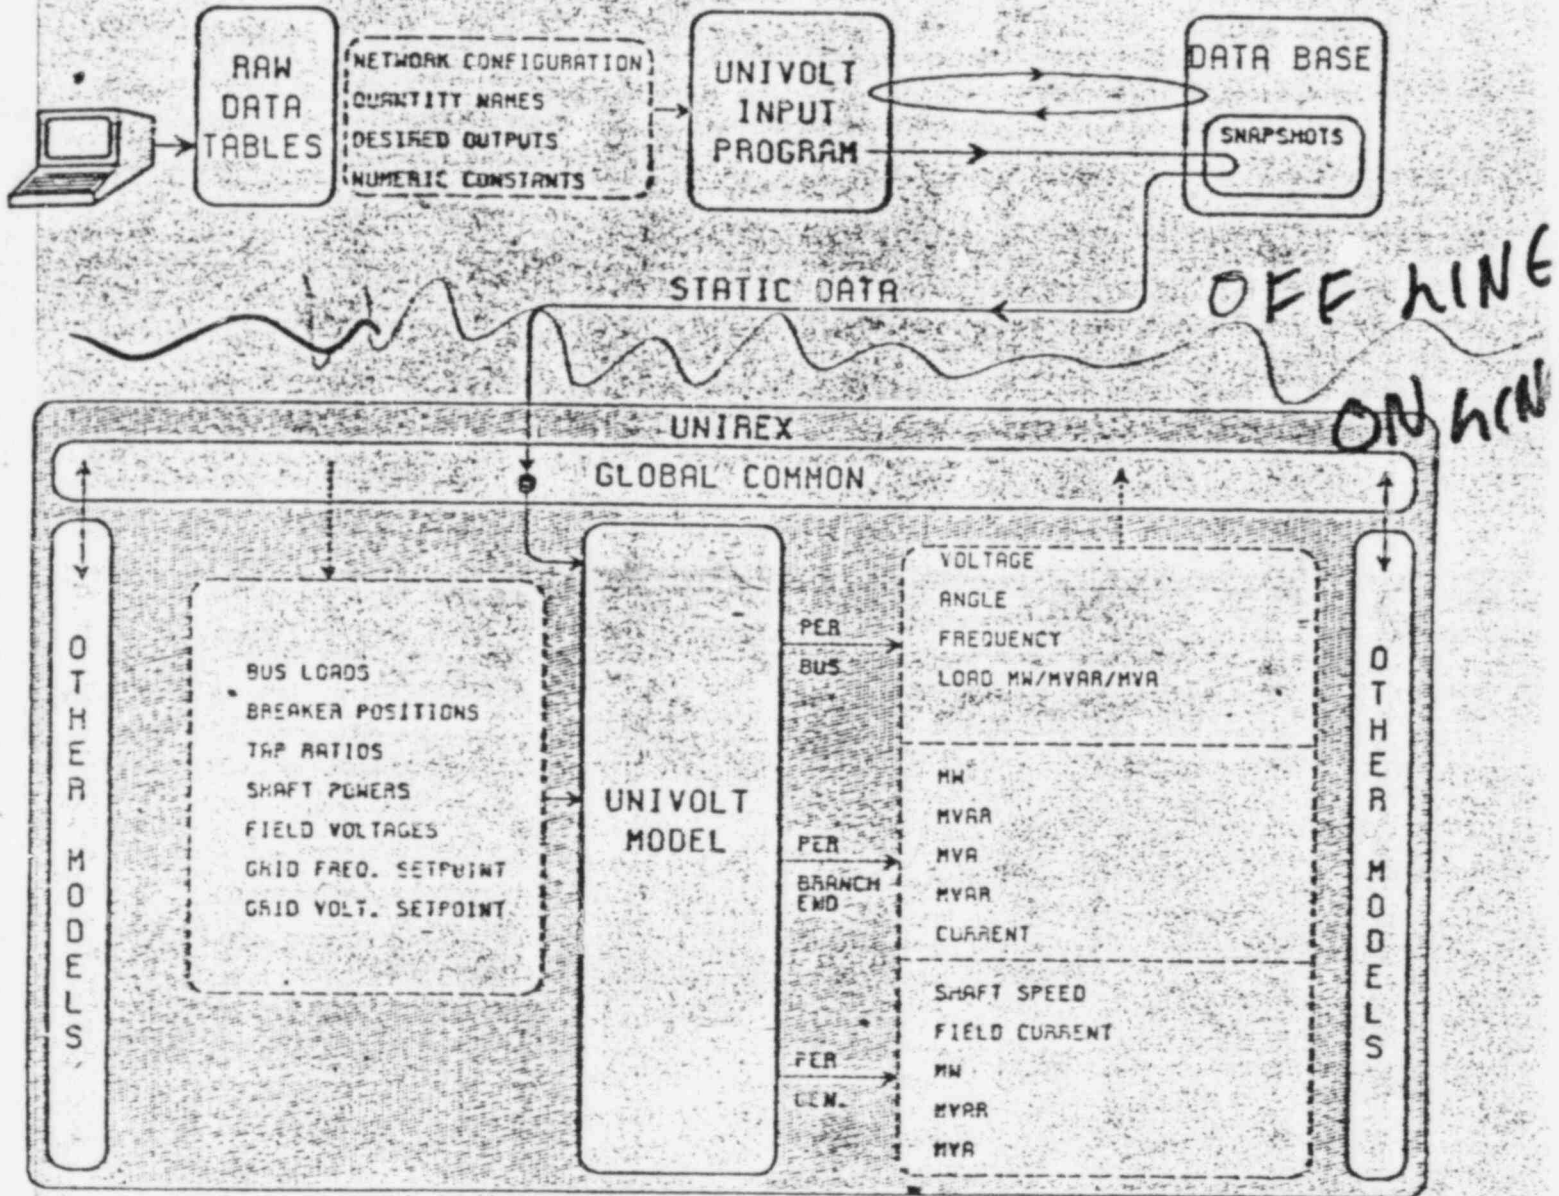 RAW
DATA
TABLES
NETWORK CONFIGURATION
QUANTITY NAMES
DESIRED OUTPUTS
NUMERIC CONSTANTS
UNIVOLT
INPUT
PROGRAM
DATA BASE
SNAPSHOTS
STATIC DATA
OFF LINE
ON LIN
UNIREX
GLOBAL COMMON
OTHER MODELS
BUS LOADS
BREAKER POSITIONS
TAP RATIOS
SHAFT POWERS
FIELD VOLTAGES
GRID FREQ. SETPOINT
GRID VOLT. SETPOINT
UNIVOLT
MODEL
PER
BUS
VOLTAGE
ANGLE
FREQUENCY
LOAD MW/MVAR/MVA
PER
BRANCH
END
MW
MVAR
MVA
MVAR
CURRENT
PER
GEN.
SHAFT SPEED
FIELD CURRENT
MW
MVAR
MVA
OTHER MODELS